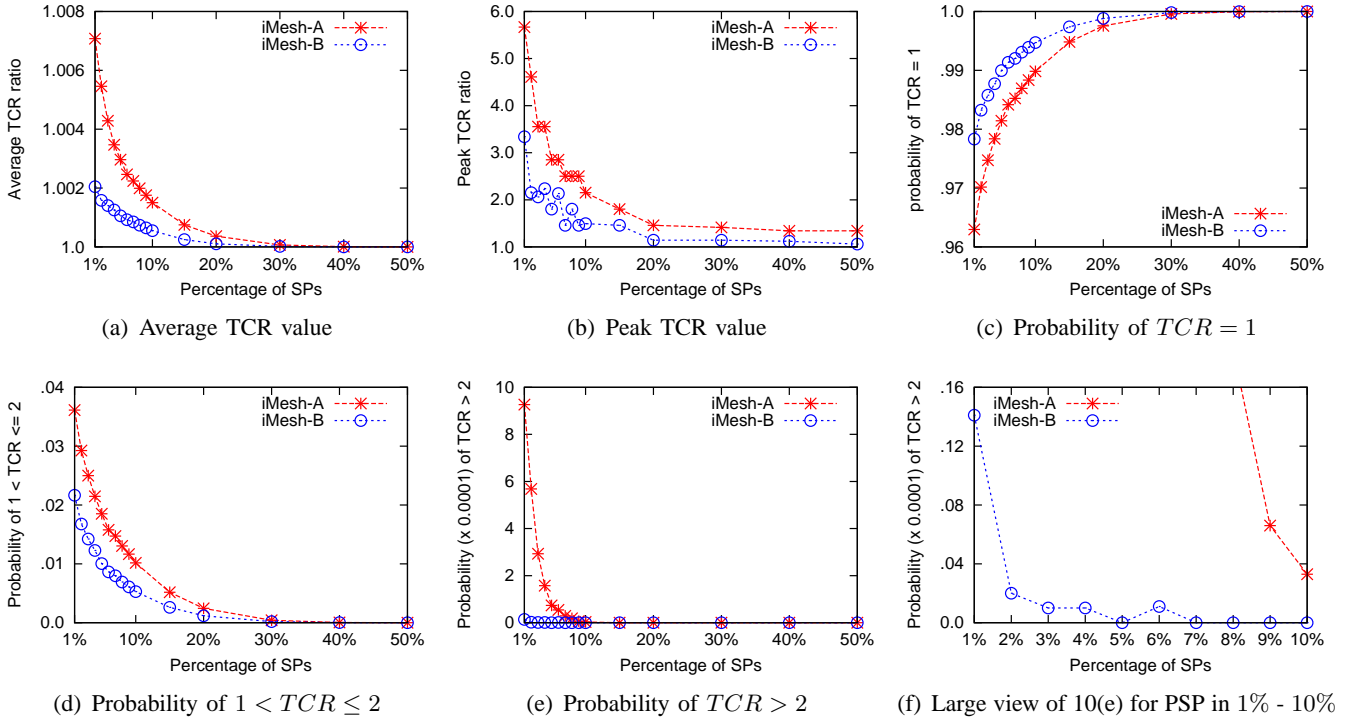 1.008
1.006
1.004
1.002
1.0
Average TCR ratio
iMesh-A
iMesh-B
1% 10% 20% 30% 40% 50%
Percentage of SPs
(a) Average TCR value
6.0
5.0
4.0
3.0
2.0
1.0
Peak TCR ratio
iMesh-A
iMesh-B
1% 10% 20% 30% 40% 50%
Percentage of SPs
(b) Peak TCR value
1.0
.99
.98
.97
.96
probability of TCR = 1
iMesh-A
iMesh-B
1% 10% 20% 30% 40% 50%
Percentage of SPs
(c) Probability of TCR = 1
.04
.03
.02
.01
0.0
Probability of 1 < TCR <= 2
iMesh-A
iMesh-B
1% 10% 20% 30% 40% 50%
Percentage of SPs
(d) Probability of 1 < TCR ≤ 2
10
8
6
4
2
0
Probability (x 0.0001) of TCR > 2
iMesh-A
iMesh-B
1% 10% 20% 30% 40% 50%
Percentage of SPs
(e) Probability of TCR > 2
.16
.12
.08
.04
0.0
probability (x 0.0001) of TCR > 2
iMesh-A
iMesh-B
1% 2% 3% 4% 5% 6% 7% 8% 9% 10%
Percentage of SPs
(f) Large view of 10(e) for PSP in 1% - 10%